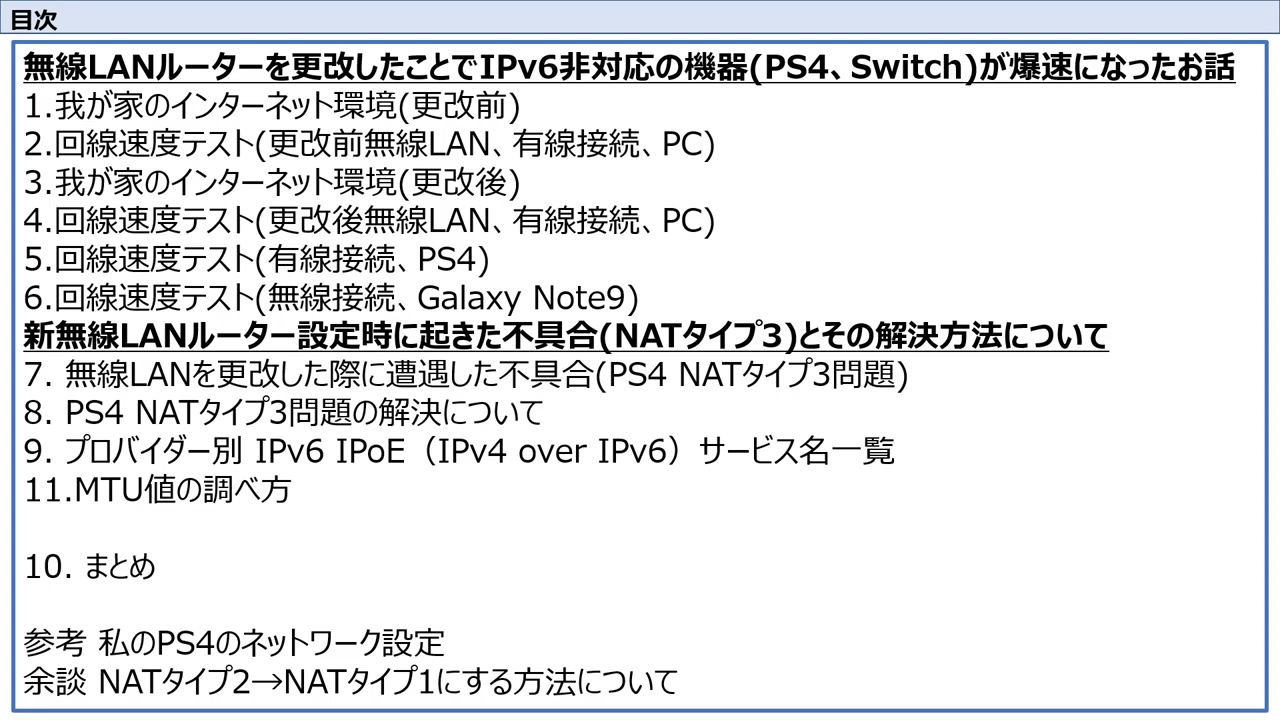 目次
無線LANルーターを更改したことでIPv6非対応の機器(PS4、Switch)が爆速になったお話
1.我が家のインターネット環境(更改前)
2.回線速度テスト(更改前無線LAN、有線接続、PC)
3.我が家のインターネット環境(更改後)
4.回線速度テスト(更改後無線LAN、有線接続、PC)
5.回線速度テスト(有線接続、PS4)
6.回線速度テスト(無線接続、Galaxy Note9)
新無線LANルーター設定時に起きた不具合(NATタイプ3)とその解決方法について
7. 無線LANを更改した際に遭遇した不具合(PS4 NATタイプ3問題)
8. PS4 NATタイプ3問題の解決について
9. プロバイダー別 IPv6 IPoE（IPv4 over IPv6）サービス名一覧
11.MTU値の調べ方
10. まとめ
参考 私のPS4のネットワーク設定
余談 NATタイプ2→NATタイプ1にする方法について